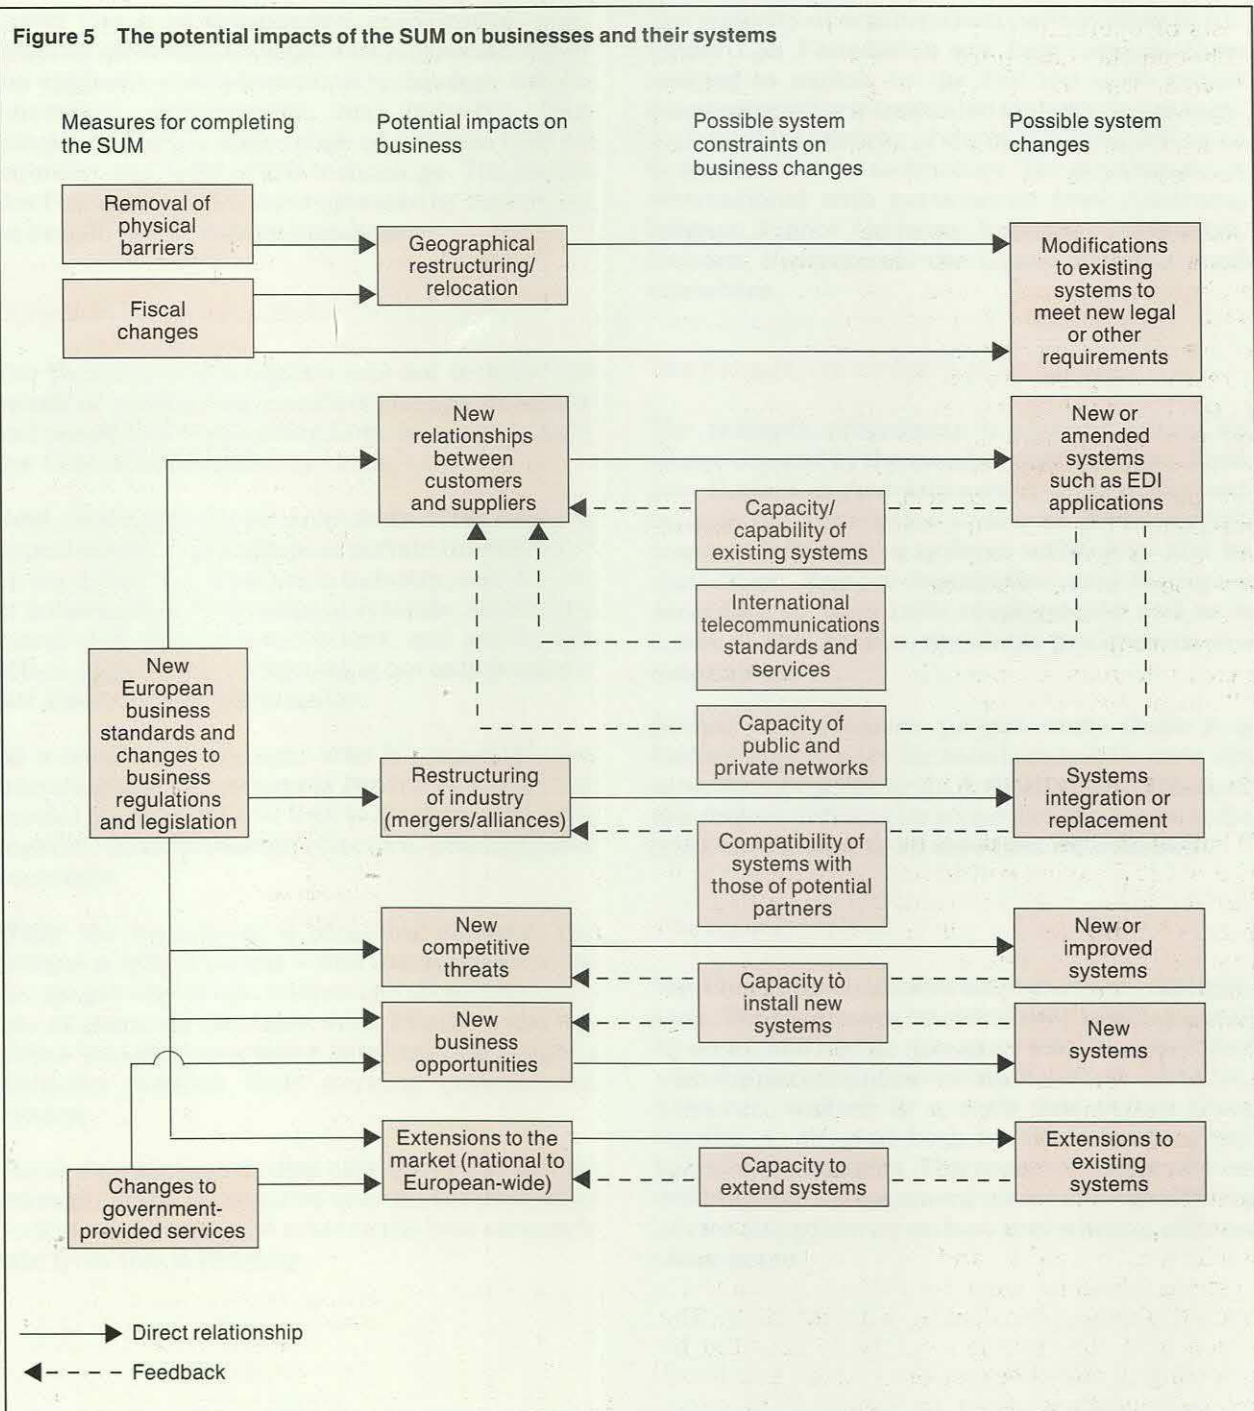 Figure 5 The potential impacts of the SUM on businesses and their systems
Measures for completing
the SUM
Potential impacts on
business
Possible system
constraints on
business changes
Possible system
changes
Removal of
physical
barriers
Fiscal
changes
Geographical
restructuring/
relocation
Modifications
to existing
systems to
meet new legal
or other
requirements
New
relationships
between
customers
and suppliers
New or
amended
systems
such as EDI
applications
Capacity/
capability of
existing systems
International
telecommunications
standards and
services
New
European
business
standards and
changes to
business
regulations
and legislation
Capacity of
public and
private networks
Restructuring
of industry
(mergers/alliances)
Systems
integration or
replacement
Compatibility of
systems with
those of potential
partners
New
competitive
threats
New or
improved
systems
Capacity to
install new
systems
New
business
opportunities
New
systems
Extensions to the
market (national to
European-wide)
Capacity to
extend systems
Extensions to
existing
systems
Changes to
government-
provided services
Direct relationship
Feedback